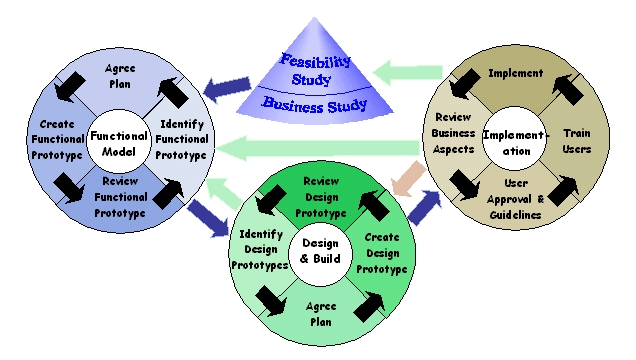 Feasibility
Study
Business Study
Agree
Plan
Create
Functional
Prototype
Functional
Model
Identify
Functional
Prototype
Review
Functional
Prototype
Implement
Review
Business
Aspects
Implement-
ation
Train
Users
User
Approval &
Guidelines
Review
Design
Prototype
Identify
Design
Prototypes
Design
& Build
Create
Design
Prototype
Agree
Plan